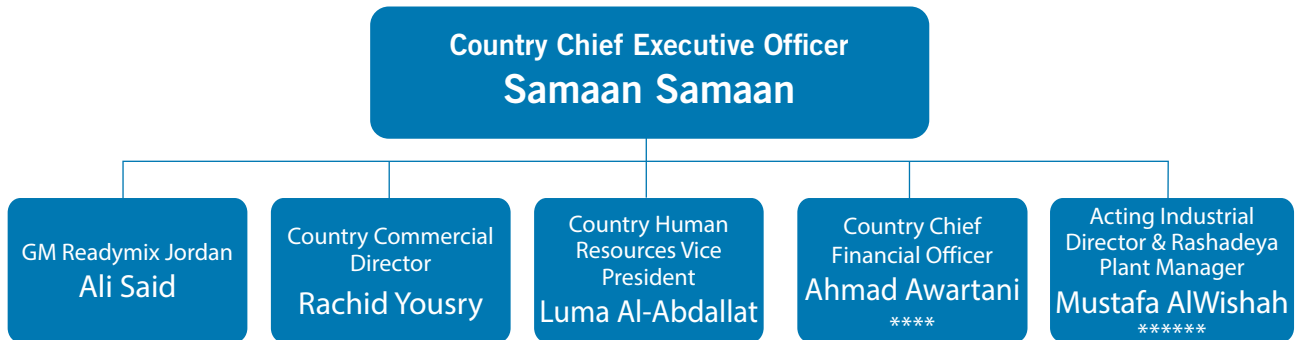 Country Chief Executive Officer
Samaan Samaan
GM Readymix Jordan
Ali Said
Country Commercial
Director
Rachid Yousry
Country Human
Resources Vice
President
Luma Al-Abdallat
Country Chief
Financial Officer
Ahmad Awartani
****
Acting Industrial
Director & Rashadeya
Plant Manager
Mustafa AlWishah
******